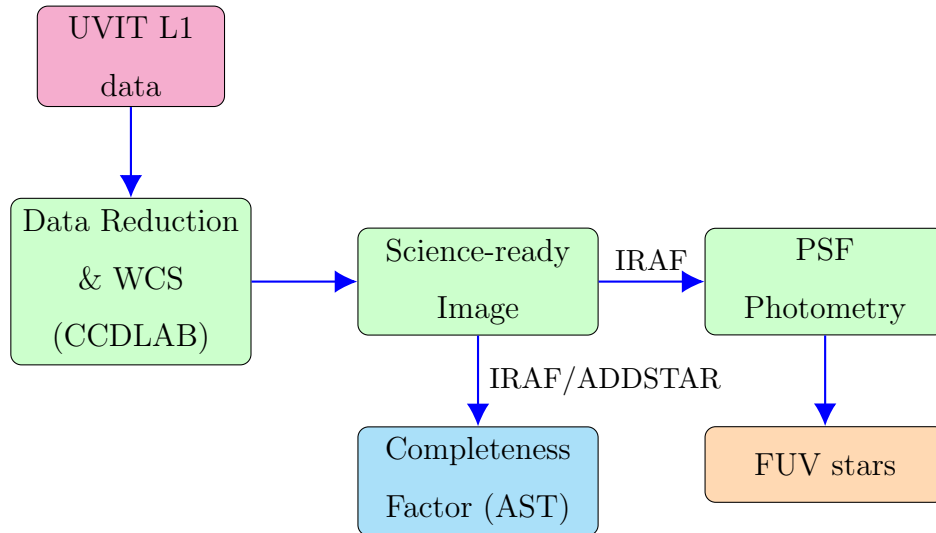 UVIT L1
data
Data Reduction
& WCS
(CCDLAB)
Science-ready
Image
IRAF
PSF
Photometry
IRAF/ADDSTAR
Completeness
Factor (AST)
FUV stars